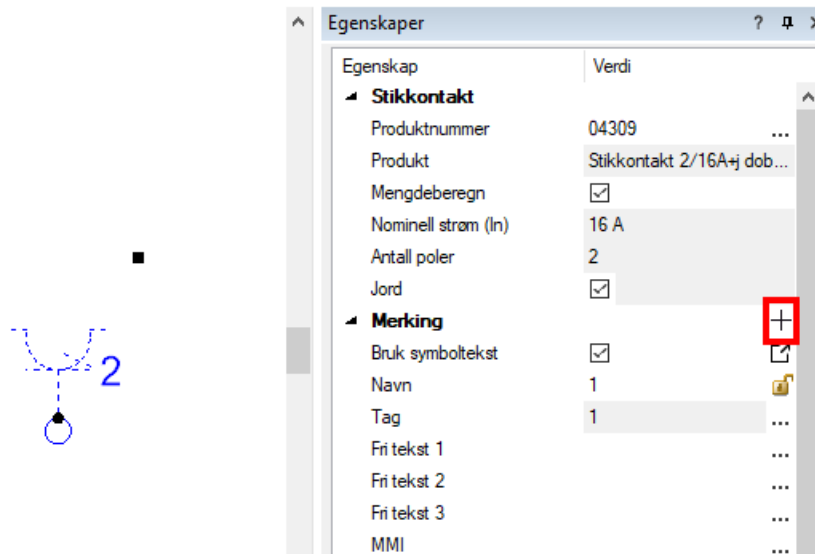 Egenskaper ?
Egenskap Verdi
Stikkontakt
Produktnummer 04309 ...
Produkt Stikkontakt 2/16A+j dob...
Mengdeberegn
Nominell strøm (In) 16 A
Antall poler 2
Jord
Merking
Bruk symboltekst
Navn 1
Tag 1 ...
Fri tekst 1 ...
Fri tekst 2 ...
Fri tekst 3 ...
MMI ...
2